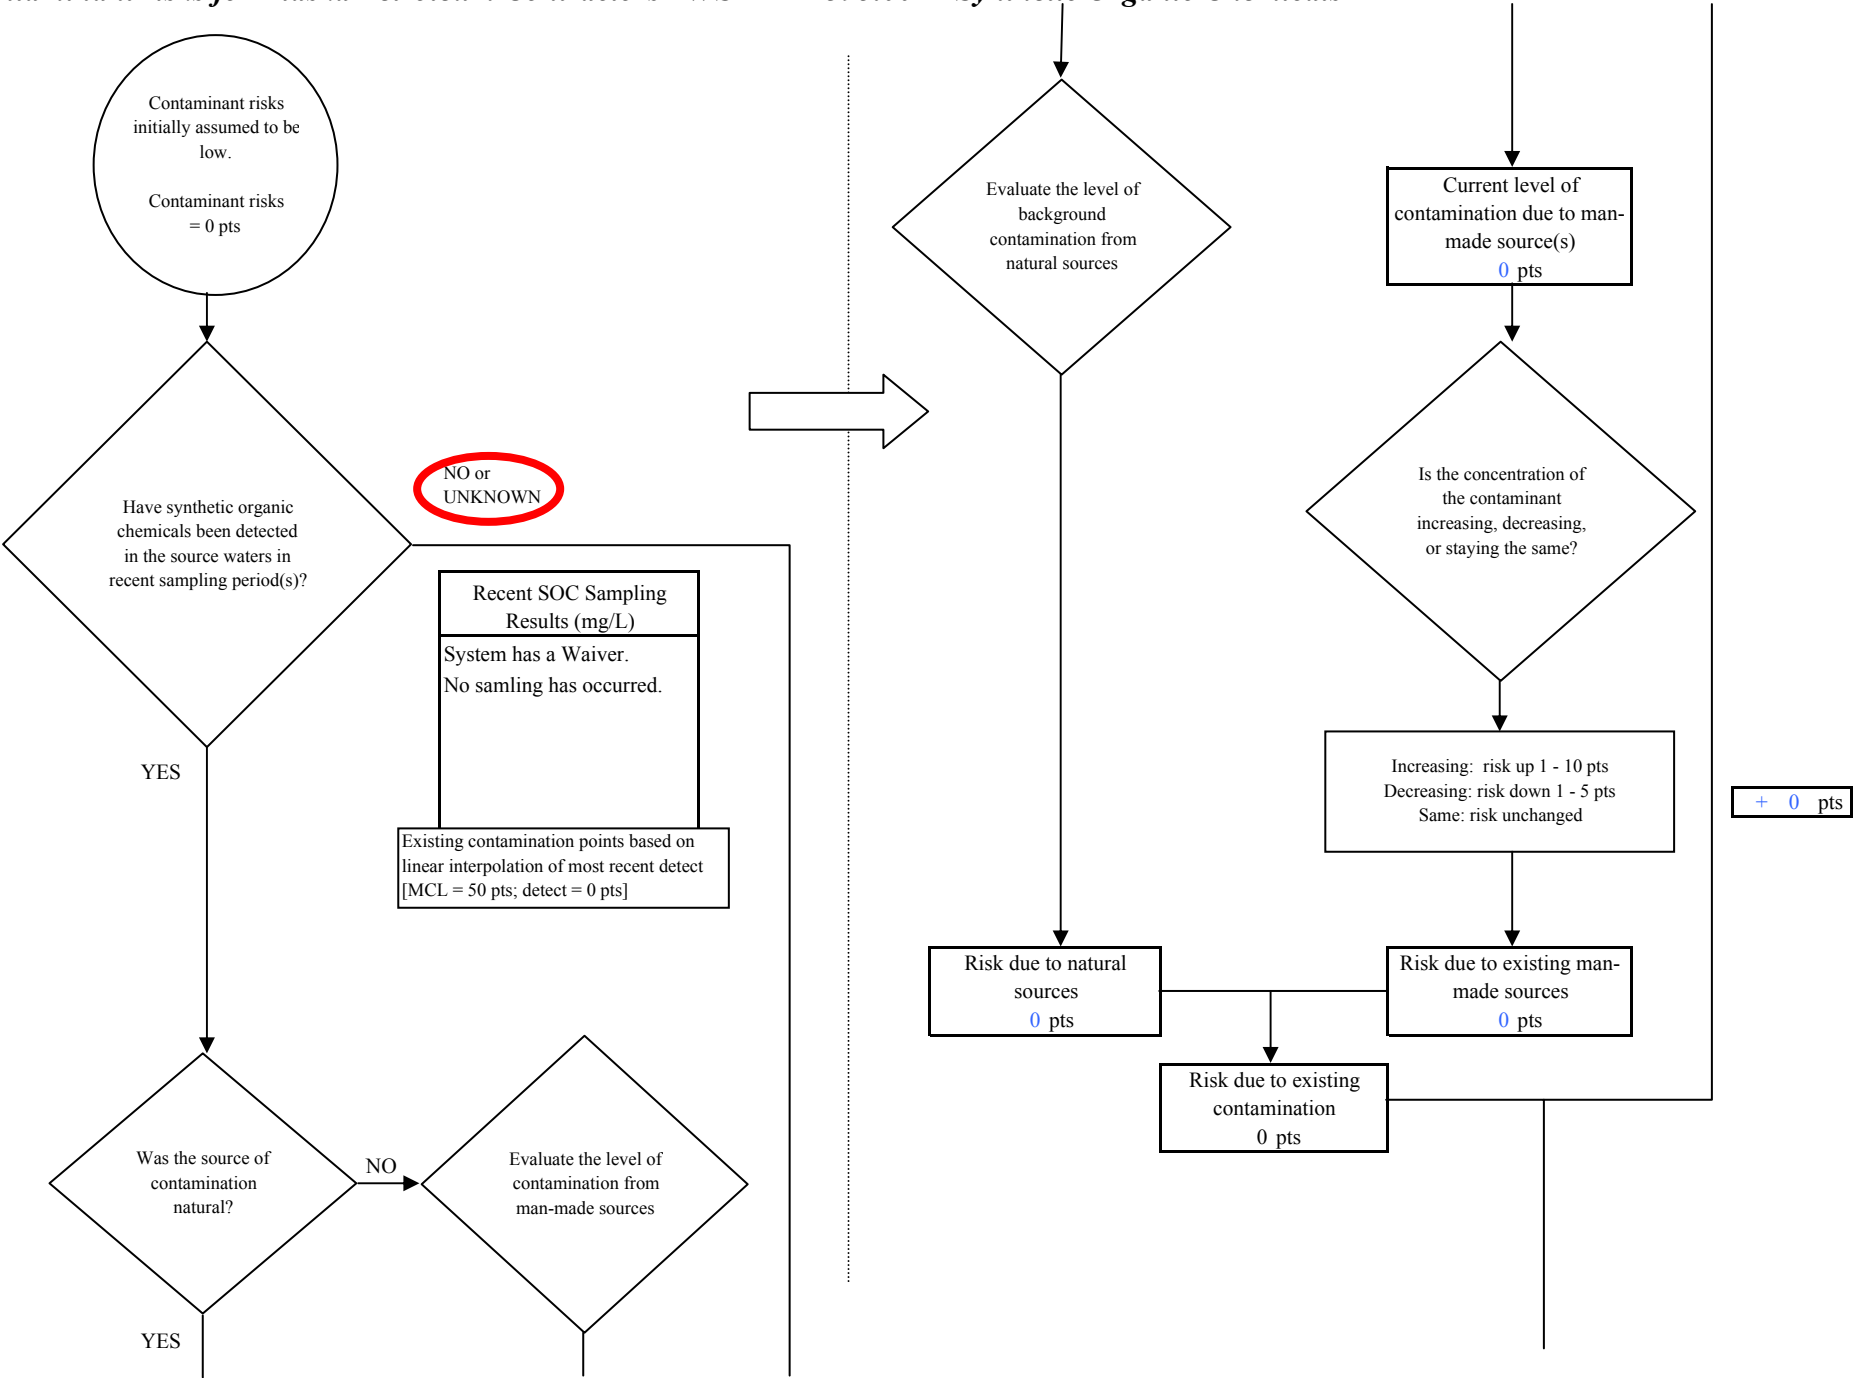 Synthetic Organic Chemicals
Contaminant risks
initially assumed to be
low.
Contaminant risks
= 0 pts
Have synthetic organic
chemicals been detected
in the source waters in
recent sampling period(s)?
NO or
UNKNOWN
Recent SOC Sampling
Results (mg/L)
System has a Waiver.
No samling has occurred.
Existing contamination points based on
linear interpolation of most recent detect
[MCL = 50 pts; detect = 0 pts]
YES
Was the source of
contamination
natural?
NO
Evaluate the level of
contamination from
man-made sources
YES
Evaluate the level of
background
contamination from
natural sources
Current level of
contamination due to man-
made source(s)
0 pts
Is the concentration of
the contaminant
increasing, decreasing,
or staying the same?
Increasing: risk up 1 - 10 pts
Decreasing: risk down 1 - 5 pts
Same: risk unchanged
+ 0 pts
Risk due to natural
sources
0 pts
Risk due to existing man-
made sources
0 pts
Risk due to existing
contamination
0 pts